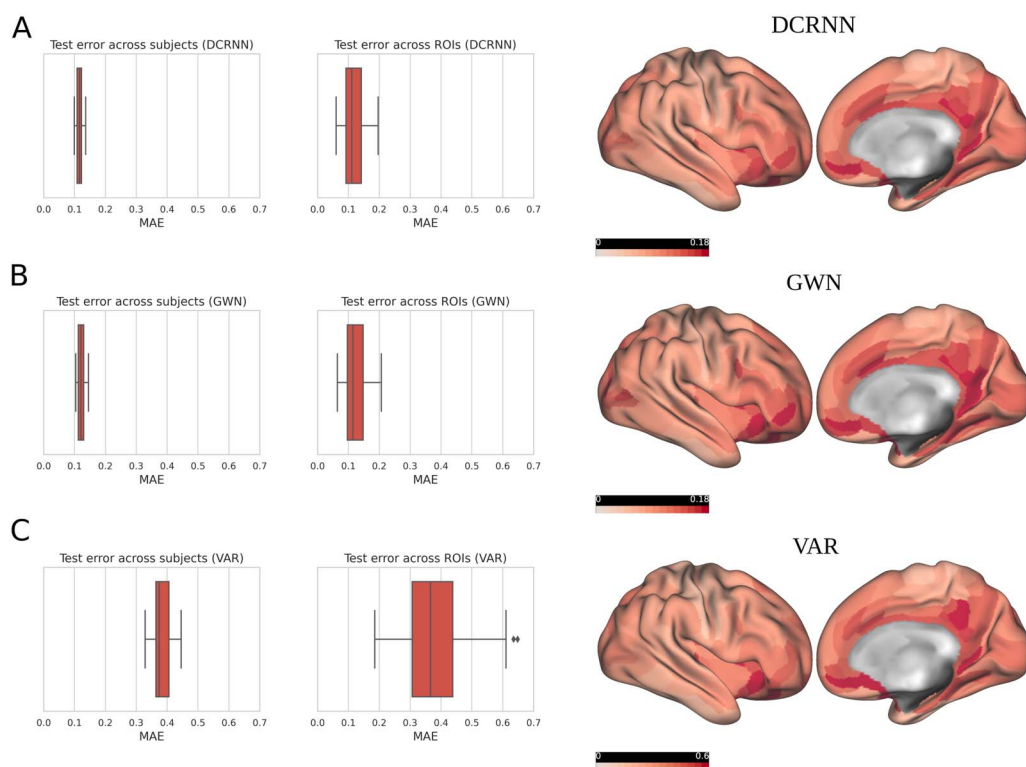 A
Test error across subjects (DCRNN)
0.0 0.1 0.2 0.3 0.4 0.5 0.6 0.7
MAE
Test error across ROIs (DCRNN)
0.0 0.1 0.2 0.3 0.4 0.5 0.6 0.7
MAE
DCRNN
0 0.18
B
Test error across subjects (GWN)
0.0 0.1 0.2 0.3 0.4 0.5 0.6 0.7
MAE
Test error across ROIs (GWN)
0.0 0.1 0.2 0.3 0.4 0.5 0.6 0.7
MAE
GWN
0 0.18
C
Test error across subjects (VAR)
0.0 0.1 0.2 0.3 0.4 0.5 0.6 0.7
MAE
Test error across ROIs (VAR)
0.0 0.1 0.2 0.3 0.4 0.5 0.6 0.7
MAE
VAR
0 0.6